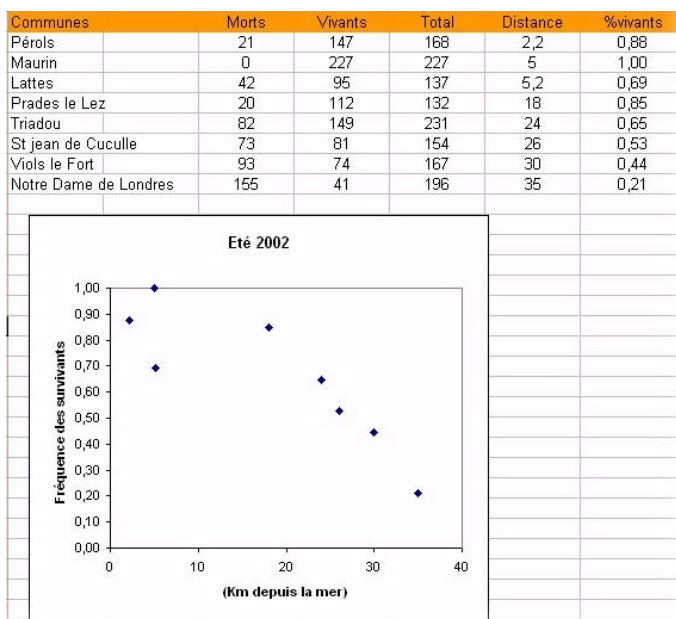 Communes Morts Vivants Total Distance %vivants
Pérols 21 147 168 2,2 0,88
Maurin 0 227 227 5 1,00
Lattes 42 95 137 5,2 0,69
Prades le Lez 20 112 132 18 0,85
Triadou 82 149 231 24 0,65
St jean de Cuculle 73 81 154 26 0,53
Viols le Fort 93 74 167 30 0,44
Notre Dame de Londres 155 41 196 35 0,21
Eté 2002
Fréquence des survivants
1,00
0,90
0,80
0,70
0,60
0,50
0,40
0,30
0,20
0,10
0,00
0 10 20 30 40
(Km depuis la mer)